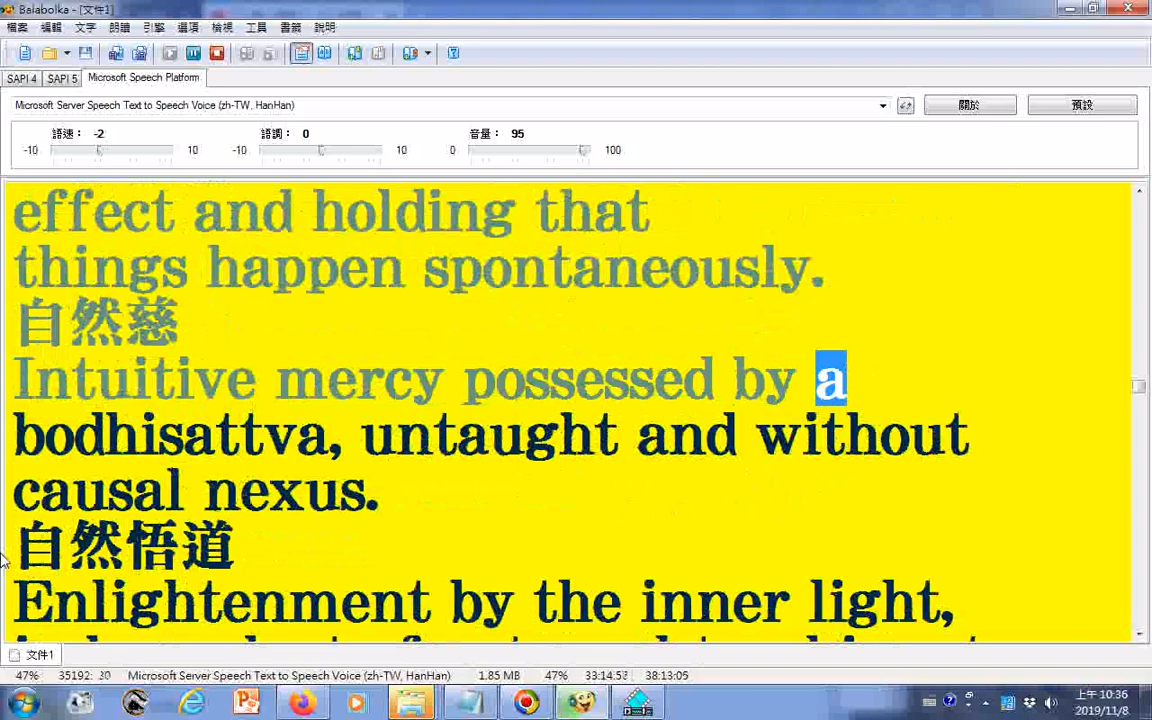 Balabolka - [文件1]
檔案 編輯 文字 朗讀 引擎 選項 檢視 工具 書籤 說明
SAPI 4 SAPI 5 Microsoft Speech Platform
Microsoft Server Speech Text to Speech Voice (zh-TW, HanHan) 關於 預設
語速： -2 語調： 0 音量： 95
-10 10 -10 10 0 100
effect and holding that
things happen spontaneously.
自然慈
Intuitive mercy possessed by a
bodhisattva, untaught and without
causal nexus.
自然悟道
Enlightenment by the inner light,
文件1
47% 35192: 30 Microsoft Server Speech Text to Speech Voice (zh-TW, HanHan) 1.85 MB 47% 33:14:53 38:13:05
上午 10:36
2019/11/8